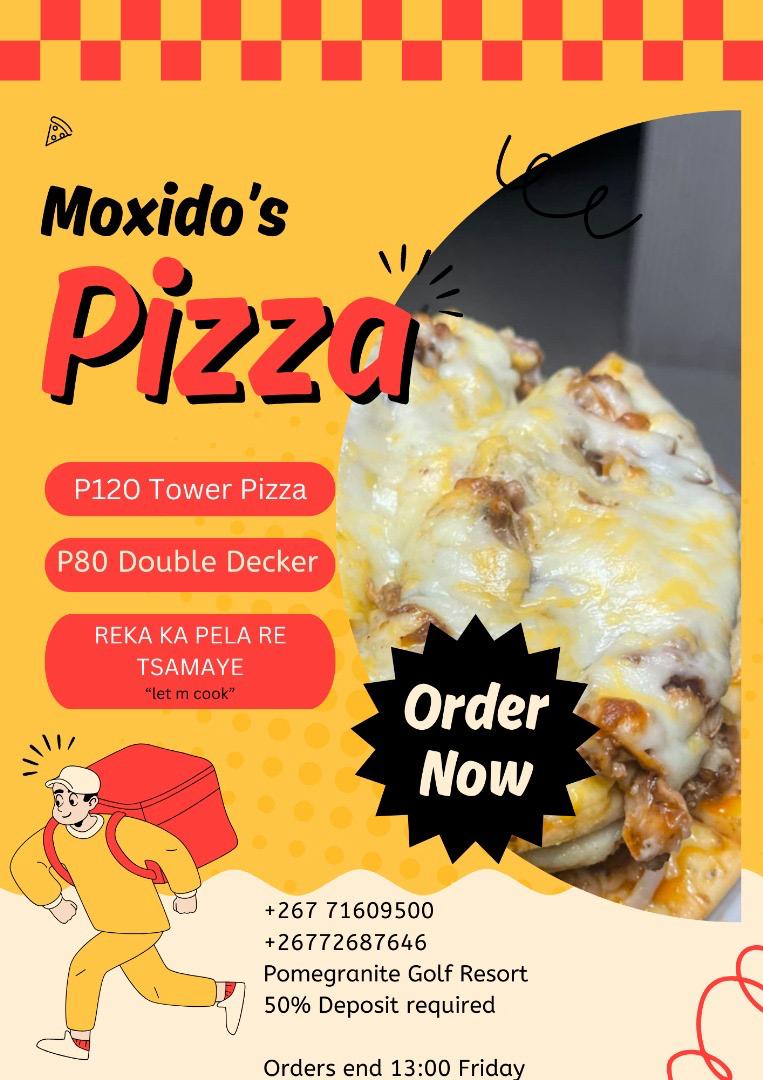 Moxido's
Pizza
P120 Tower Pizza
P80 Double Decker
REKA KA PELA RE
TSAMAYE
“let m cook”
Order
Now
+267 71609500
+26772687646
Pomegranite Golf Resort
50% Deposit required
Orders end 13:00 Friday